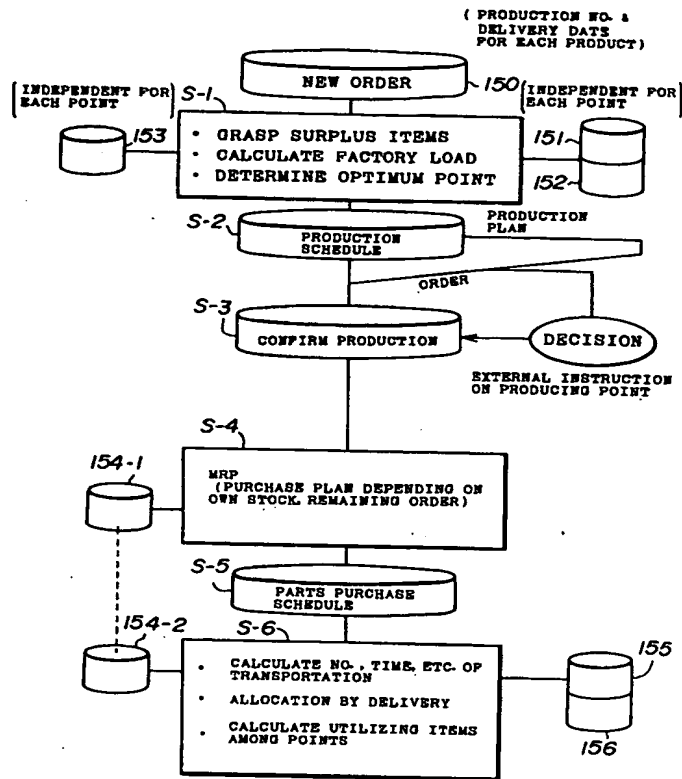 ( PRODUCTION NO. &
DELIVERY DATE
FOR EACH PRODUCT)
NEW ORDER
150
[INDEPENDENT FOR
EACH POINT]
S-1
[INDEPENDENT FOR
EACH POINT]
153
• GRASP SURPLUS ITEMS
• CALCULATE FACTORY LOAD
• DETERMINE OPTIMUM POINT
151
152
S-2
PRODUCTION
SCHEDULE
PRODUCTION
PLAN
ORDER
S-3
CONFIRM PRODUCTION
DECISION
EXTERNAL INSTRUCTION
ON PRODUCING POINT
S-4
154-1
MRP
(PURCHASE PLAN DEPENDING ON
OWN STOCK. REMAINING ORDER)
S-5
PARTS PURCHASE
SCHEDULE
154-2
S-6
• CALCULATE NO., TIME, ETC. OF
TRANSPORTATION
• ALLOCATION BY DELIVERY
• CALCULATE UTILIZING ITEMS
AMONG POINTS
155
156